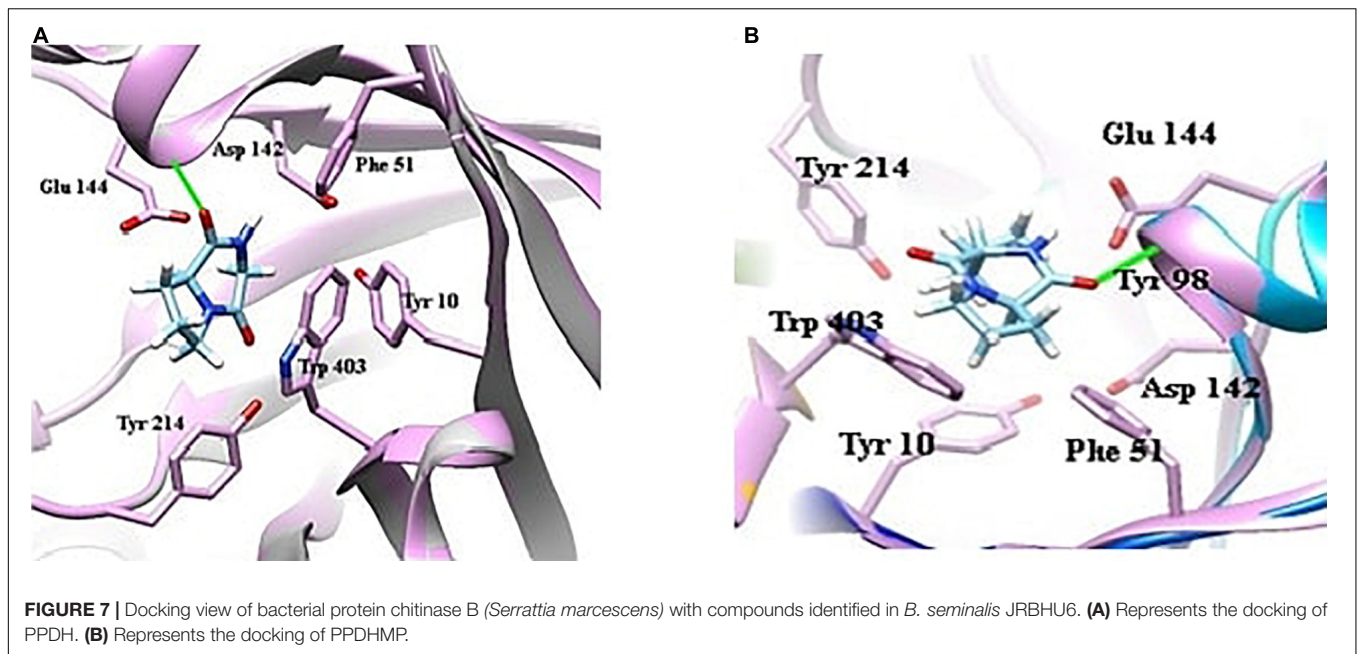 A
B
Asp 142
Phe 51
Glu 144
Tyr 10
Trp 403
Tyr 214
Glu 144
Tyr 214
Tyr 98
Trp 403
Asp 142
Tyr 10
Phe 51
FIGURE 7 | Docking view of bacterial protein chitinase B (Serrattia marcescens) with compounds identified in B. seminalis JRBHU6. (A) Represents the docking of
PPDH. (B) Represents the docking of PPDHMP.